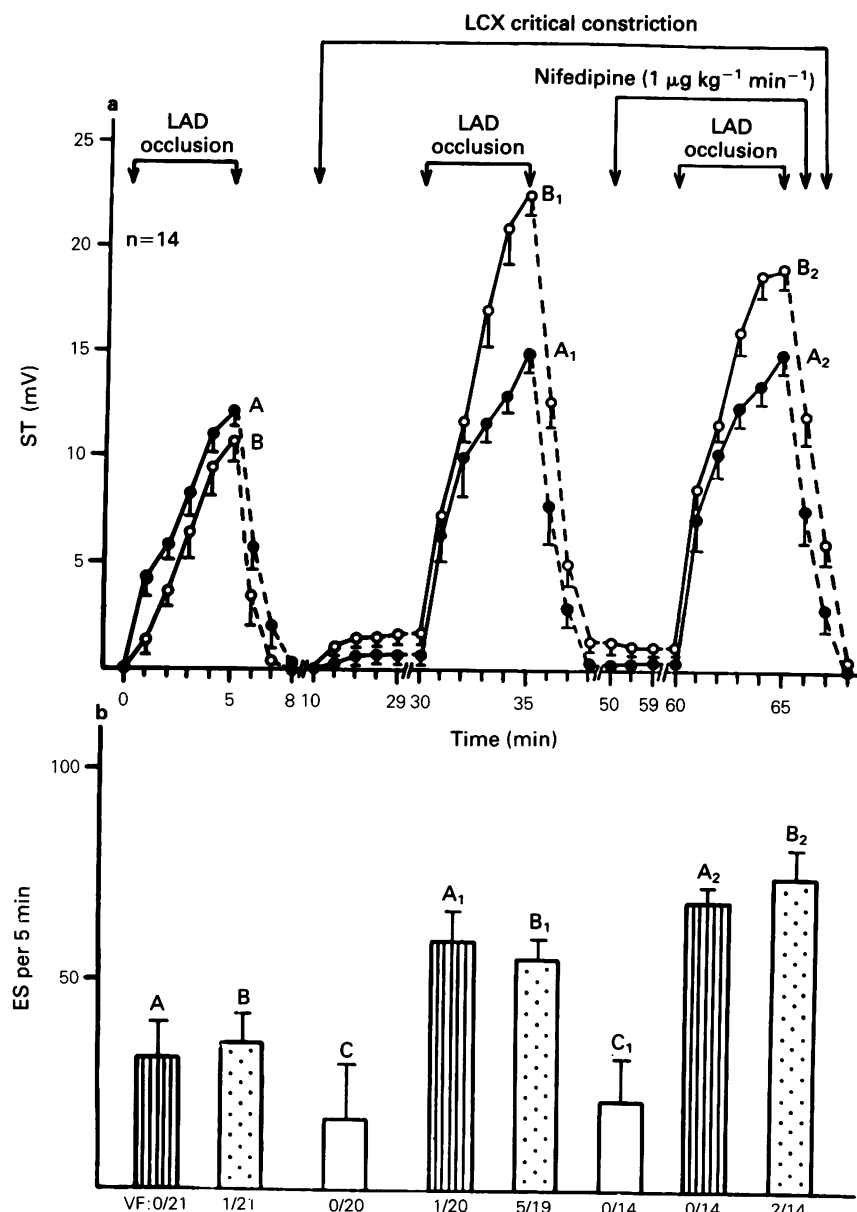 LCX critical constriction
Nifedipine (1 μg kg⁻¹ min⁻¹)
a
LAD occlusion
LAD occlusion
LAD occlusion
25
20
15
10
5
ST (mV)
n=14
A
B
B₁
A₁
B₂
A₂
0 5 8 10 29 30 35 50 59 60 65
Time (min)
b
100
50
ES per 5 min
A
B
C
A₁
B₁
C₁
A₂
B₂
VF: 0/21 1/21 0/20 1/20 5/19 0/14 0/14 2/14